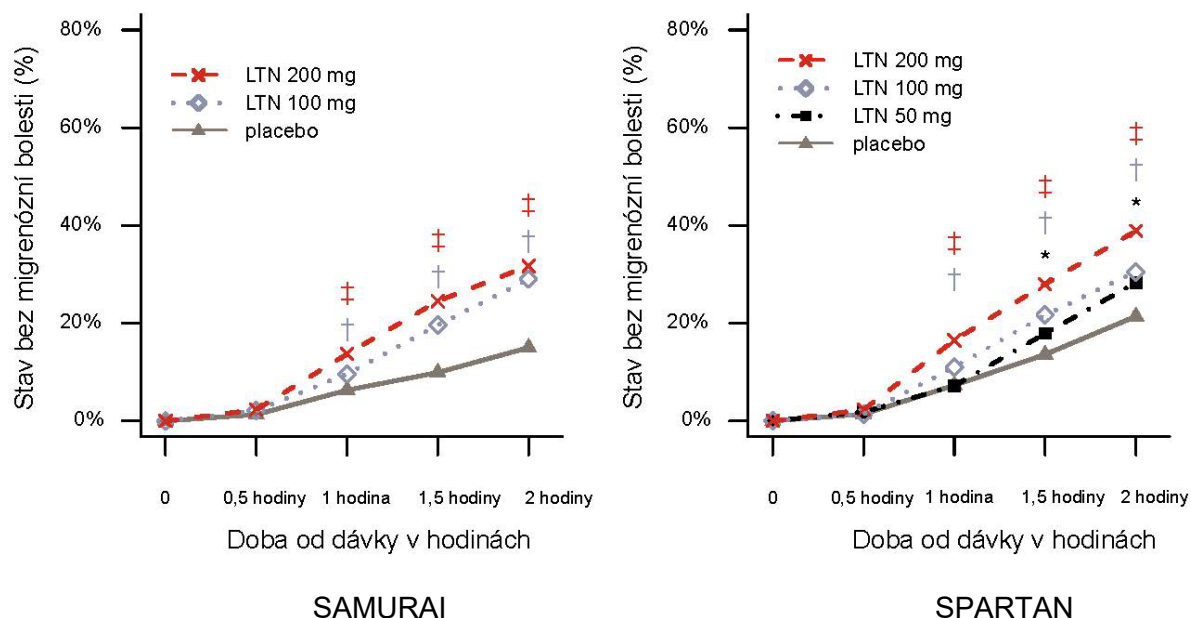 Stav bez migrenózní bolesti (%)
80%
60%
40%
20%
0%
LTN 200 mg
LTN 100 mg
placebo
‡
†
‡
†
‡
†
0
0,5 hodiny
1 hodina
1,5 hodiny
2 hodiny
Doba od dávky v hodinách
SAMURAI
Stav bez migrenózní bolesti (%)
80%
60%
40%
20%
0%
LTN 200 mg
LTN 100 mg
LTN 50 mg
placebo
‡
†
‡
†
*
‡
†
*
0
0,5 hodiny
1 hodina
1,5 hodiny
2 hodiny
Doba od dávky v hodinách
SPARTAN